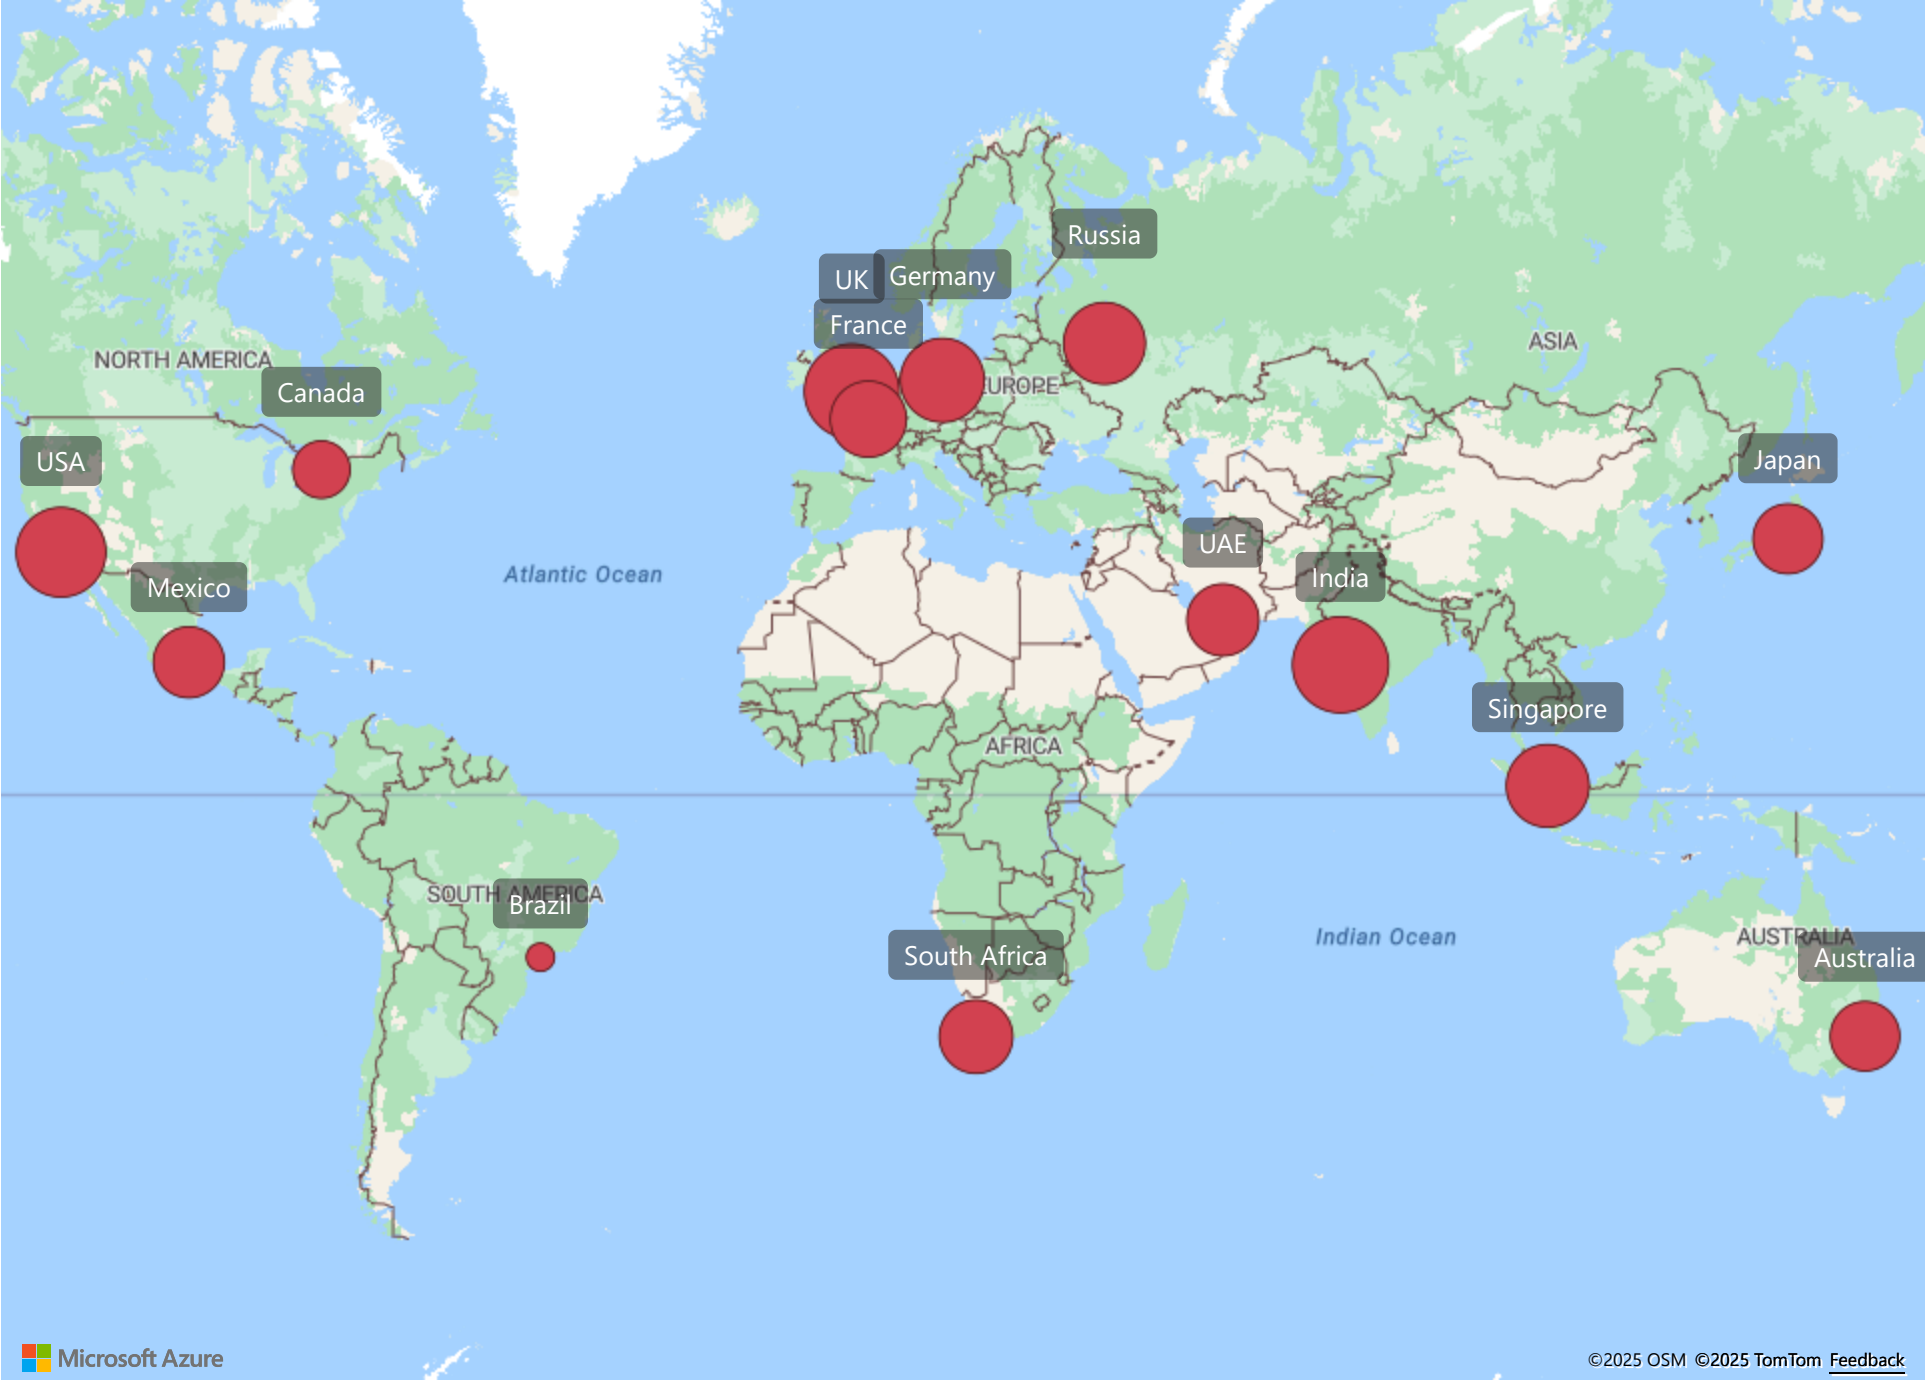 Russia
UK
Germany
France
ASIA
NORTH AMERICA
EUROPE
Canada
USA
Japan
UAE
Atlantic Ocean
India
Mexico
Singapore
AFRICA
SOUTH AMERICA
Brazil
Indian Ocean
AUSTRALIA
South Africa
Australia
Microsoft Azure
©2025 OSM ©2025 TomTom Feedback